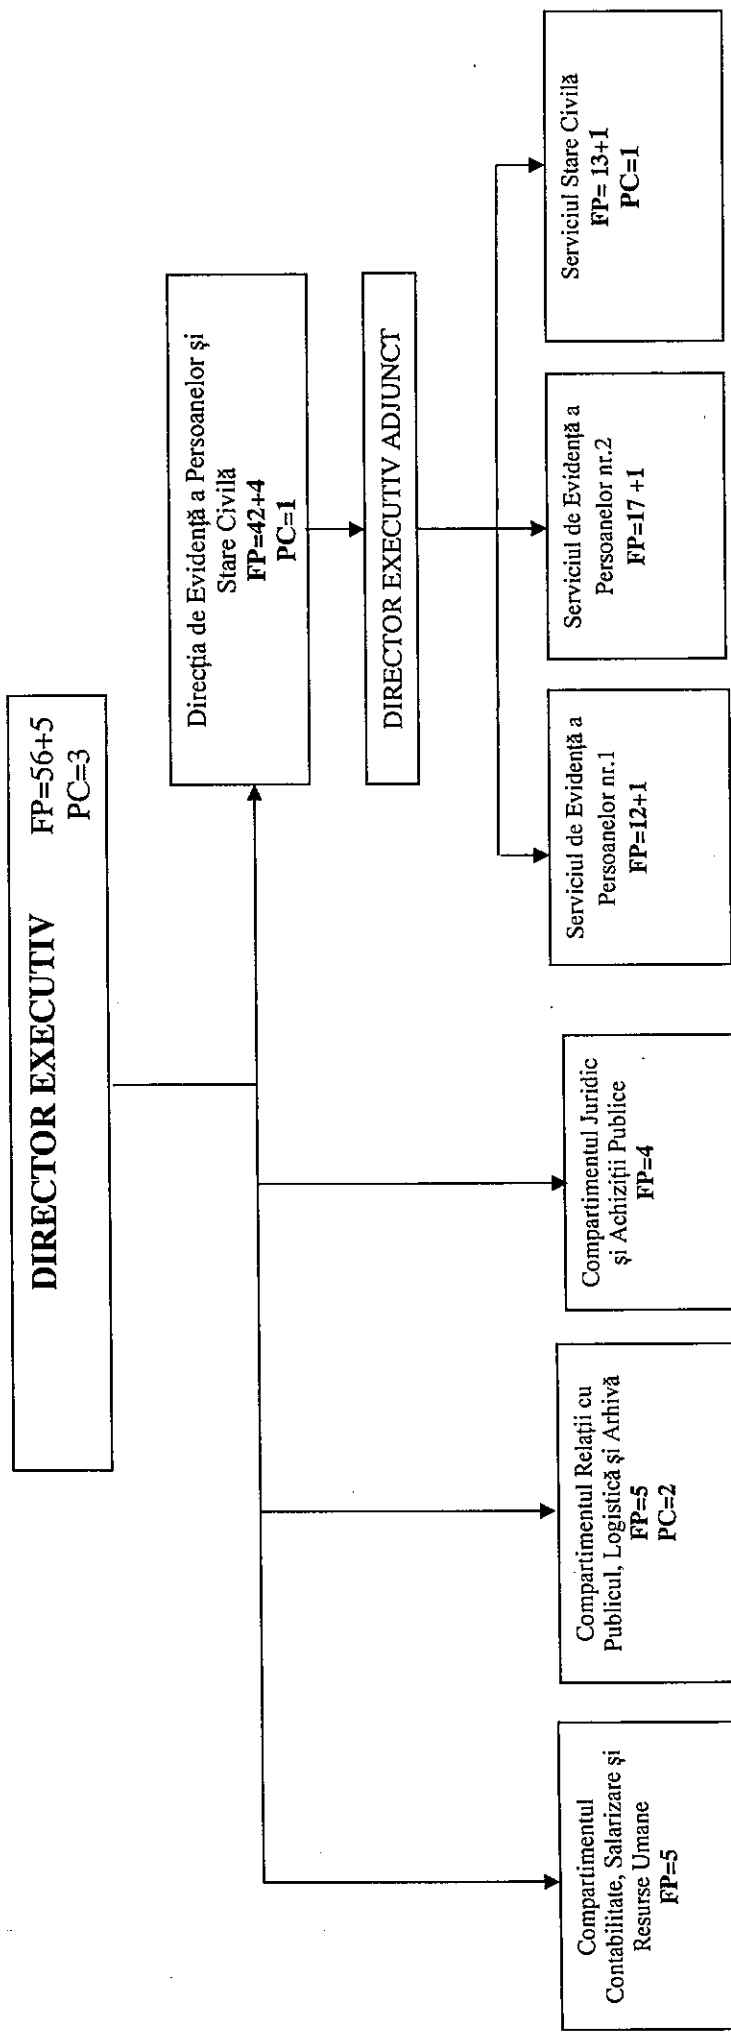 DIRECTOR EXECUTIV FP=56+5
PC=3
Direcția de Evidență a Persoanelor și
Stare Civilă
FP=42+4
PC=1
DIRECTOR EXECUTIV ADJUNCT
Compartimentul
Contabilitate, Salarizare și
Resurse Umane
FP=5
Compartimentul Relații cu
Publicul, Logistică și Arhivă
FP=5
PC=2
Compartimentul Juridic
și Achiziții Publice
FP=4
Serviciul de Evidență a
Persoanelor nr.1
FP=12+1
Serviciul de Evidență a
Persoanelor nr.2
FP=17+1
Serviciul Stare Civilă
FP= 13+1
PC=1